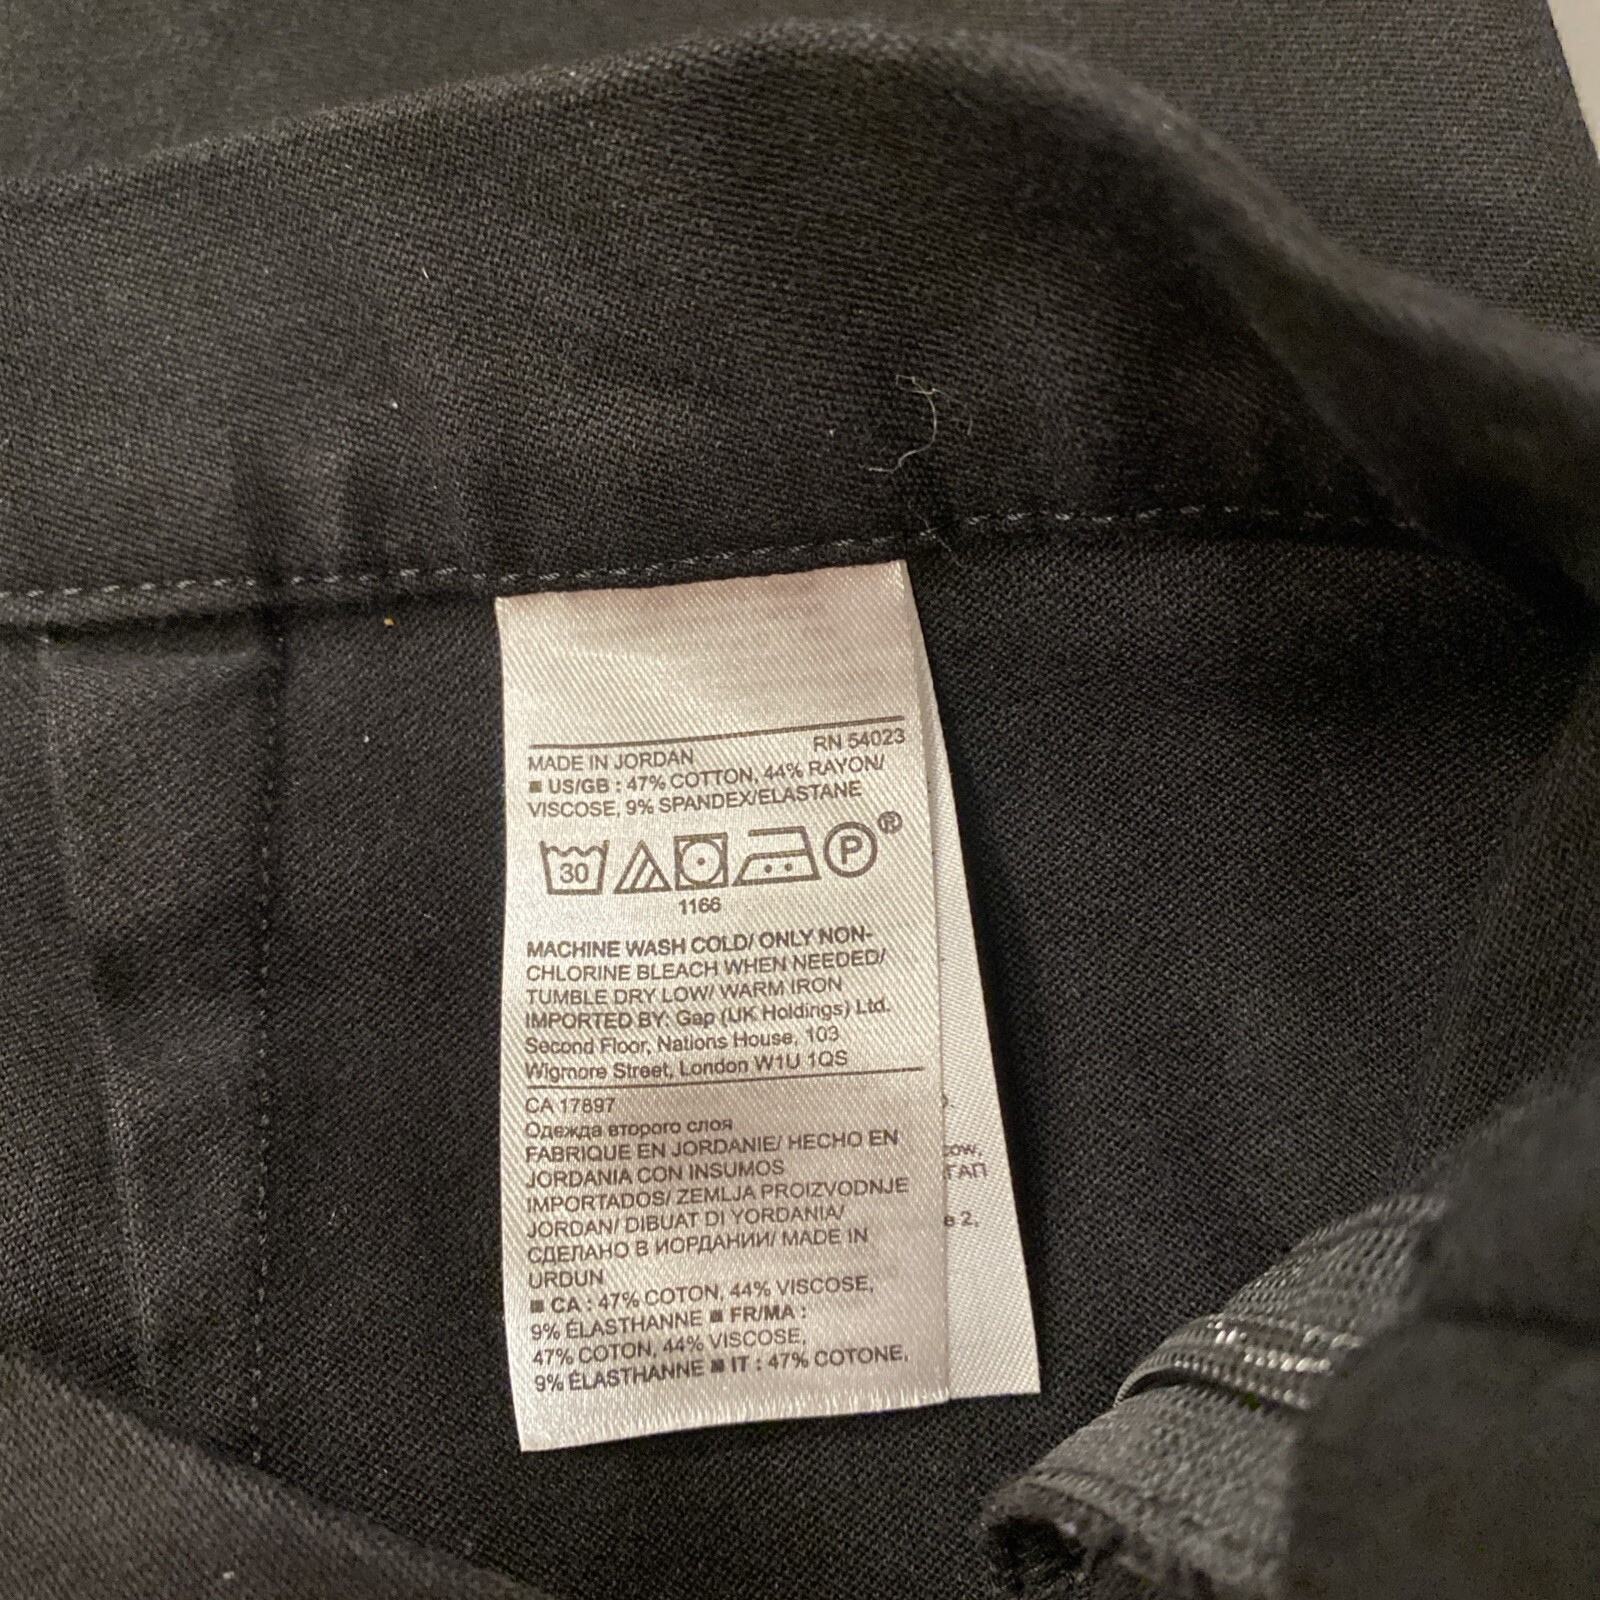 RN 54023
MADE IN JORDAN
■ US/GB : 47% COTTON, 44% RAYON/
VISCOSE, 9% SPANDEX/ELASTANE
30 P ®
1166
MACHINE WASH COLD/ ONLY NON-
CHLORINE BLEACH WHEN NEEDED/
TUMBLE DRY LOW/ WARM IRON
IMPORTED BY: Gap (UK Holdings) Ltd.
Second Floor, Nations House, 103
Wigmore Street, London W1U 1QS
CA 17897
Одежда второго слоя
FABRIQUE EN JORDANIE/ HECHO EN
JORDANIA CON INSUMOS
IMPORTADOS/ ZEMLJA PROIZVODNJE
JORDAN/ DIBUAT DI YORDANIA/
СДЕЛАНО В ИОРДАНИИ/ MADE IN
URDUN
■ CA : 47% COTON, 44% VISCOSE,
9% ÉLASTHANNE ■ FR/MA :
47% COTON, 44% VISCOSE,
9% ÉLASTHANNE ■ IT : 47% COTONE,
ГАП
в 2,